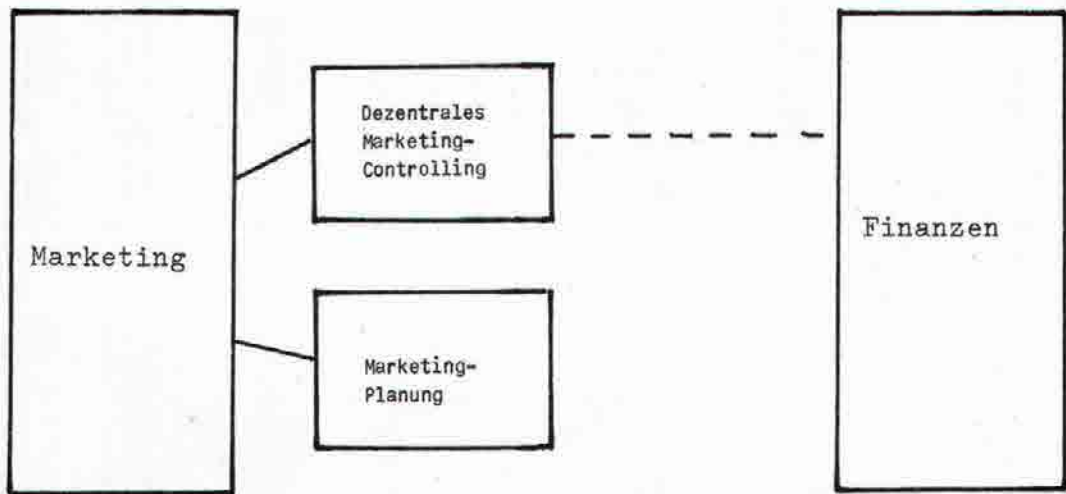 Marketing
Dezentrales
Marketing-
Controlling
Marketing-
Planung
Finanzen